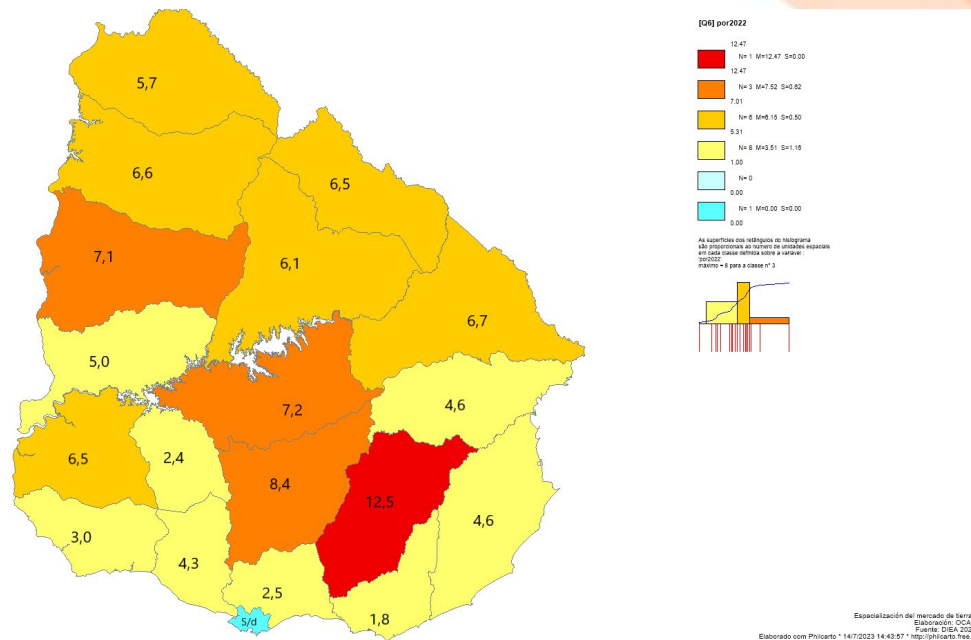 [Q6] por2022
12.47
N= 1 M=12.47 S=0.00
12.47
N= 3 M=7.52 S=0.62
7.01
N= 6 M=6.15 S=0.50
5.31
N= 8 M=3.51 S=1.16
1.00
N= 0
0.00
N= 1 M=0.00 S=0.00
0.00
As superfícies dos retângulos do histograma
são proporcionais ao número de unidades espaciais
em cada classe definida sobre a variável :
'por2022'
máximo = 6 para a classe n° 3
5,7
6,6
6,5
7,1
6,1
6,7
5,0
7,2
4,6
6,5
2,4
8,4
12,5
4,6
3,0
4,3
2,5
1,8
S/d
Espacialización del mercado de tierra
Elaboración: OCA
Fuente: DIEA 202
Elaborado com Philcarto * 14/7/2023 14:43:57 * http://philcarto.free.